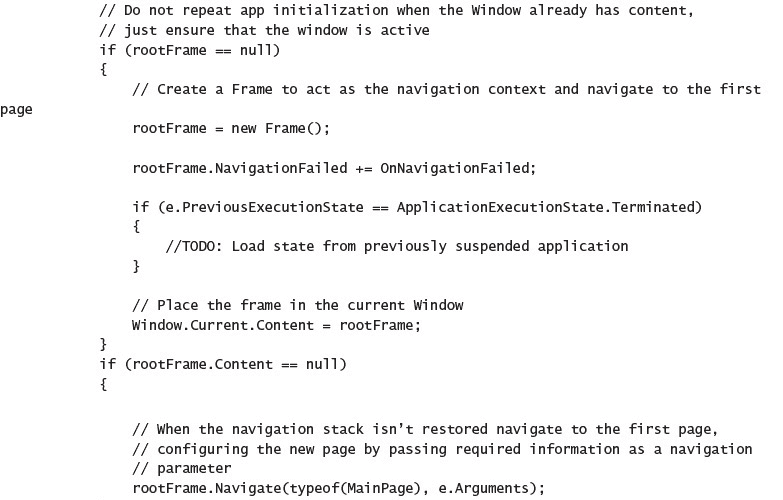 // Do not repeat app initialization when the Window already has content,
// just ensure that the window is active
if (rootFrame == null)
{
// Create a Frame to act as the navigation context and navigate to the first
page
rootFrame = new Frame();
rootFrame.NavigationFailed += OnNavigationFailed;
if (e.PreviousExecutionState == ApplicationExecutionState.Terminated)
{
//TODO: Load state from previously suspended application
}
// Place the frame in the current Window
Window.Current.Content = rootFrame;
}
if (rootFrame.Content == null)
{
// When the navigation stack isn’t restored navigate to the first page,
// configuring the new page by passing required information as a navigation
// parameter
rootFrame.Navigate(typeof(MainPage), e.Arguments);